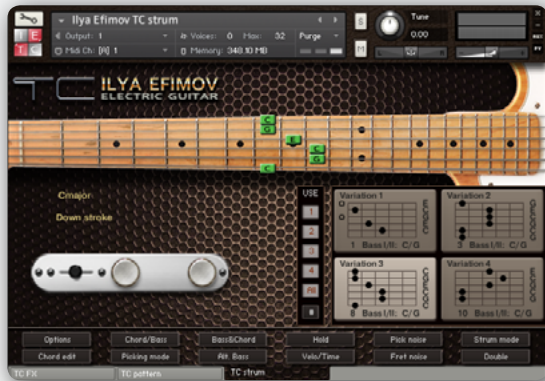 Ilya Efimov TC strum
Output: 1 Voices: 0 Max: 32 Purge
Midi Ch: [A] 1 Memory: 348.10 MB
S
M
Tune
0.00
L R
I E
T C
TC ILYA EFIMOV
ELECTRIC GUITAR
C
G
E
C
G
C
Cmajor
Down stroke
USE
1
2
3
4
All
Variation 1
1 Bass I/II: C/G
Variation 2
3 Bass I/II: C/G
Variation 3
8 Bass I/II: C/G
Variation 4
10 Bass I/II: C/G
Options Chord/Bass Bass&Chord Hold Pick noise Strum mode
Chord edit Picking mode Alt. Bass Velo/Time Fret noise Double
TC FX TC pattern TC strum